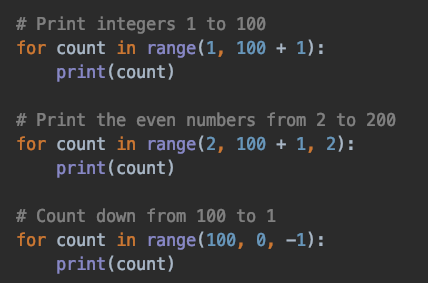 # Print integers 1 to 100
for count in range(1, 100 + 1):
    print(count)

# Print the even numbers from 2 to 200
for count in range(2, 100 + 1, 2):
    print(count)

# Count down from 100 to 1
for count in range(100, 0, -1):
    print(count)